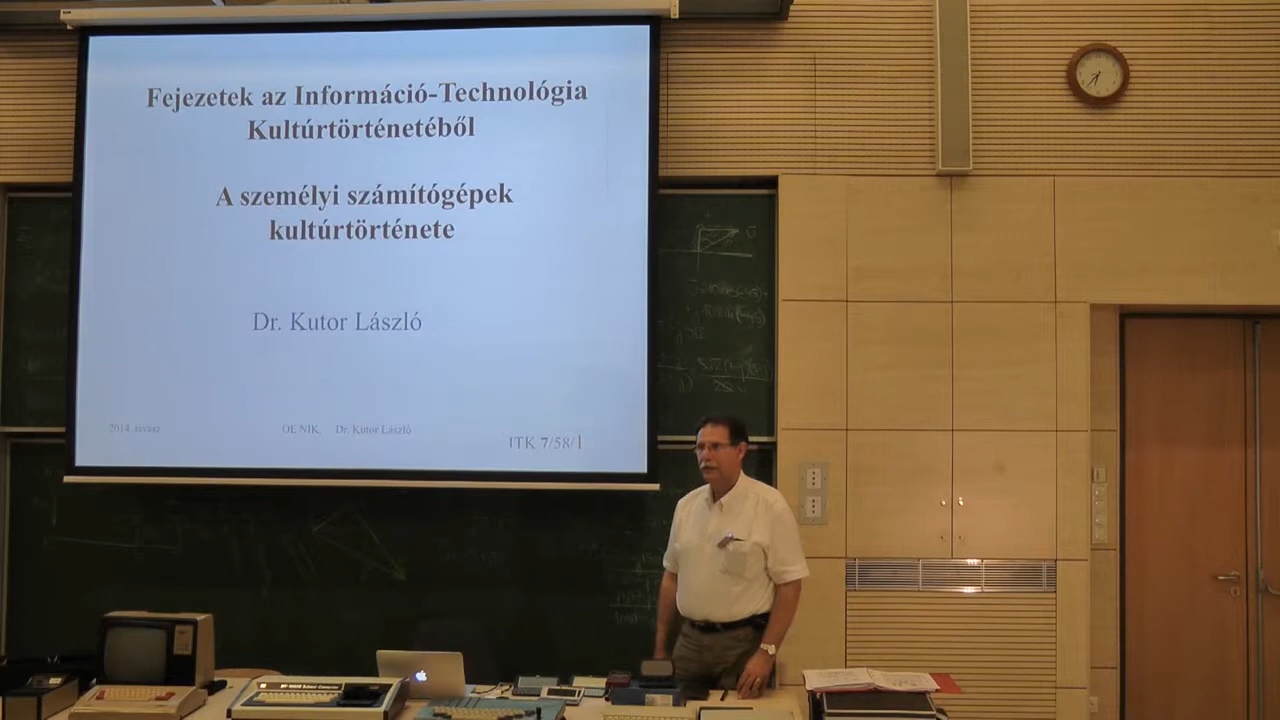 Fejezetek az Információ-Technológia
Kultúrtörténetéből
A személyi számítógépek
kultúrtörténete
Dr. Kutor László
2014. tavasz
OE NIK Dr. Kutor László
ITK 7/58/1